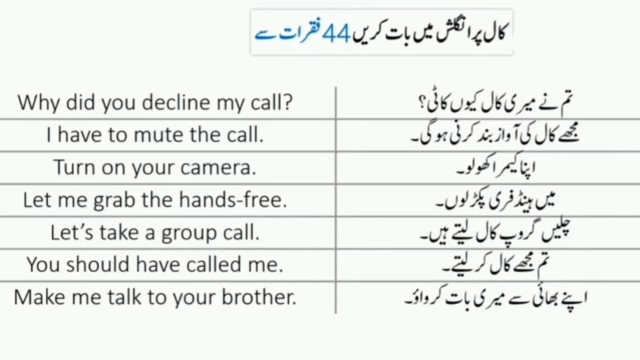 کال پر انگلش میں بات کریں 44 فقرات سے
Why did you decline my call? تم نے میری کال کیوں کاٹی؟
I have to mute the call. مجھے کال کی آواز بند کرنی ہوگی۔
Turn on your camera. اپنا کیمرا کھولو۔
Let me grab the hands-free. میں ہینڈ فری پکڑ لوں۔
Let’s take a group call. چلیں گروپ کال لیتے ہیں۔
You should have called me. تم مجھے کال کر لیتے۔
Make me talk to your brother. اپنے بھائی سے میری بات کرواؤ۔